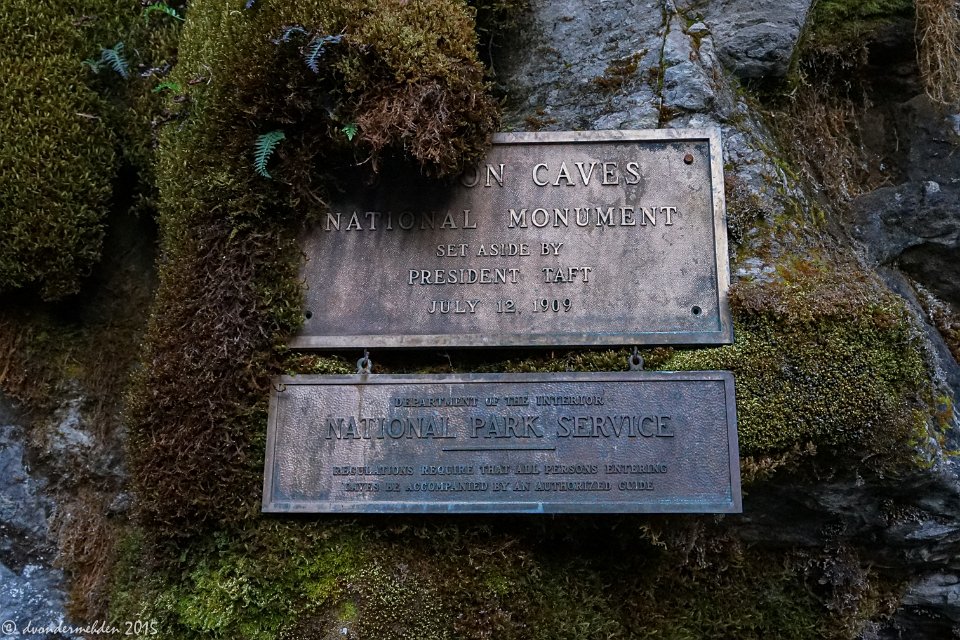 ON CAVES
NATIONAL MONUMENT
SET ASIDE BY
PRESIDENT TAFT
JULY 12, 1909
DEPARTMENT OF THE INTERIOR
NATIONAL PARK SERVICE
REGULATIONS REQUIRE THAT ALL PERSONS ENTERING
CAVES BE ACCOMPANIED BY AN AUTHORIZED GUIDE
© dvondermehden 2015